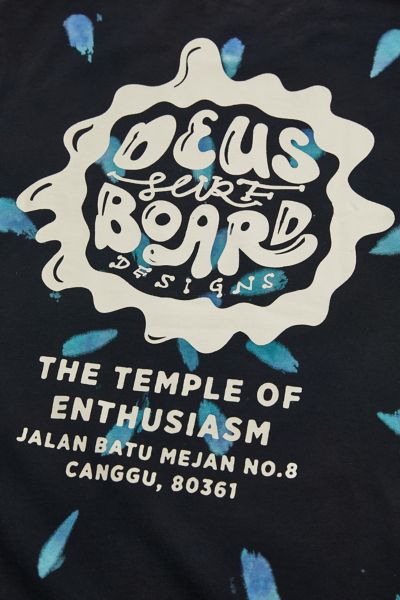 DEUS
SURF
BOARD
DESIGNS
THE TEMPLE OF
ENTHUSIASM
JALAN BATU MEJAN NO.8
CANGGU, 80361